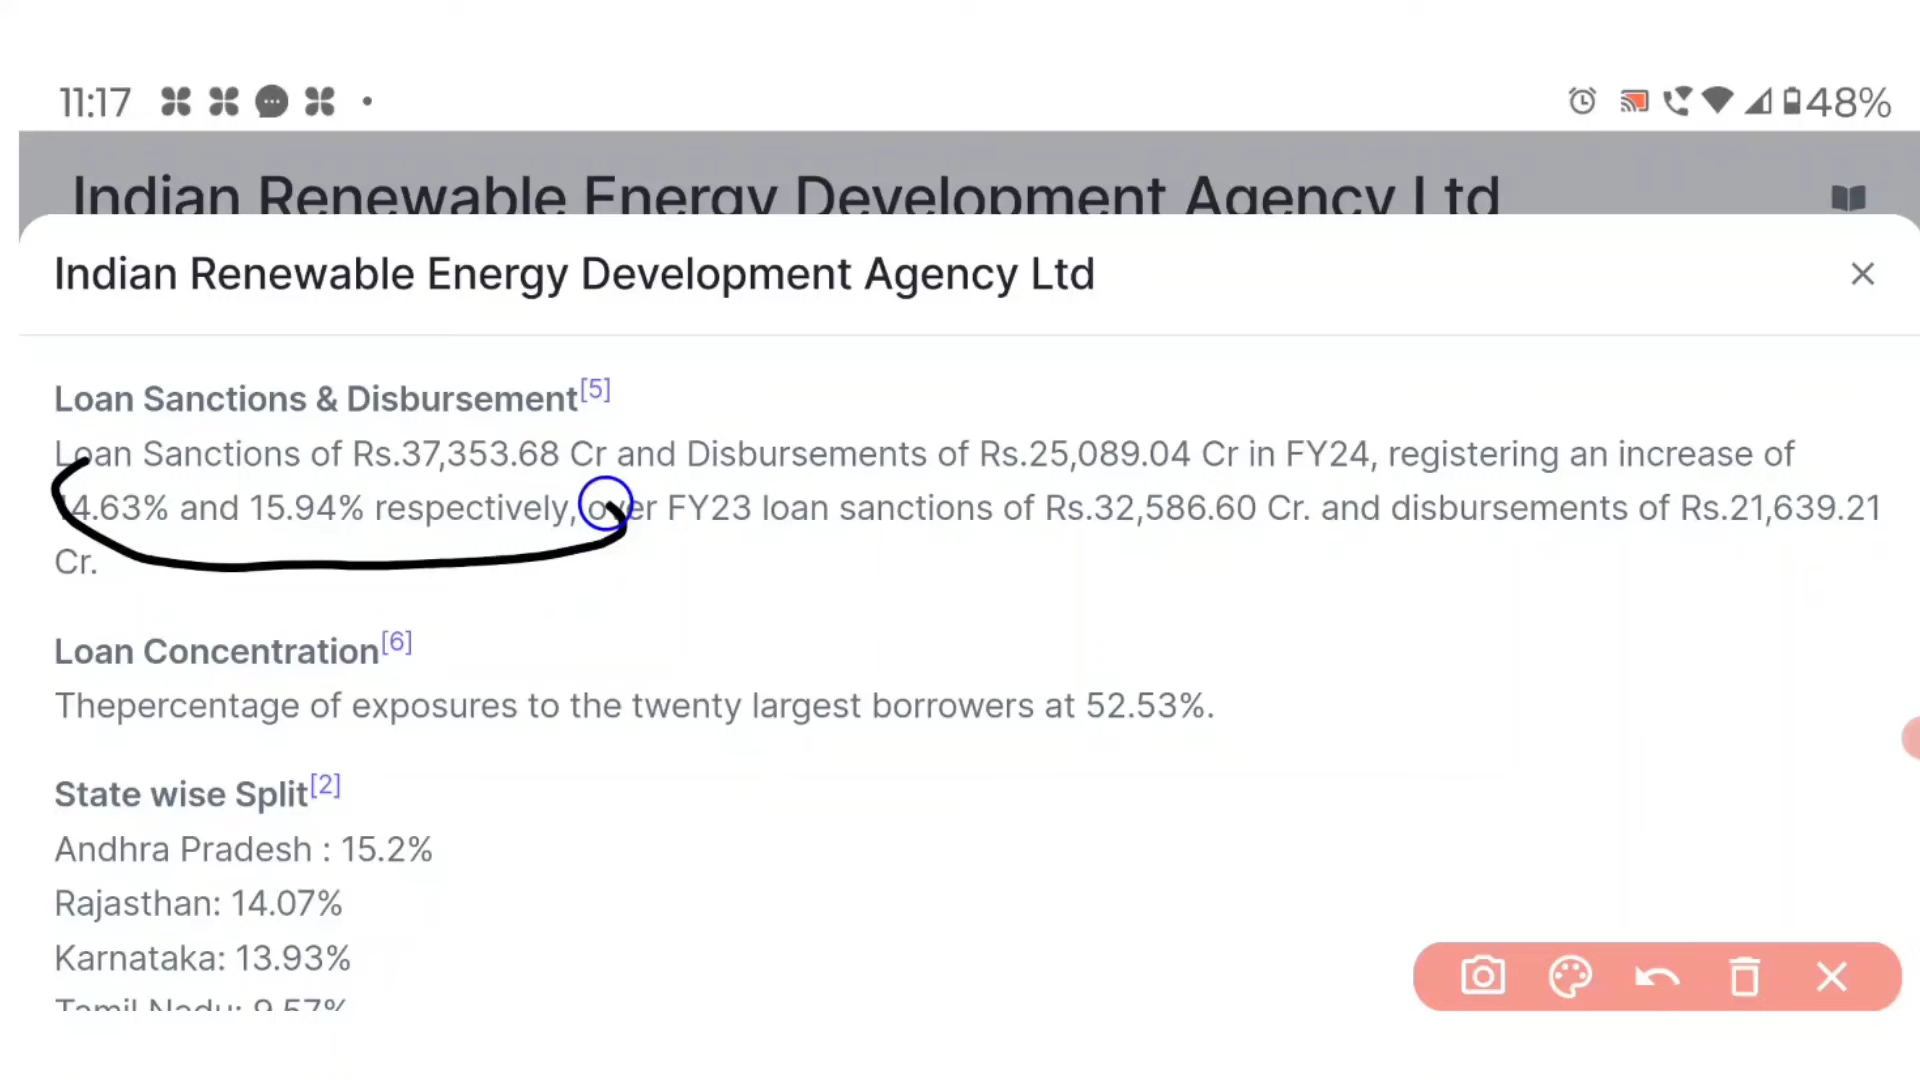 11:17
48%
Indian Renewable Energy Development Agency Ltd
Indian Renewable Energy Development Agency Ltd
Loan Sanctions & Disbursement[5]
Loan Sanctions of Rs.37,353.68 Cr and Disbursements of Rs.25,089.04 Cr in FY24, registering an increase of
14.63% and 15.94% respectively, over FY23 loan sanctions of Rs.32,586.60 Cr. and disbursements of Rs.21,639.21
Cr.
Loan Concentration[6]
Thepercentage of exposures to the twenty largest borrowers at 52.53%.
State wise Split[2]
Andhra Pradesh : 15.2%
Rajasthan: 14.07%
Karnataka: 13.93%
Tamil Nadu: 9.57%